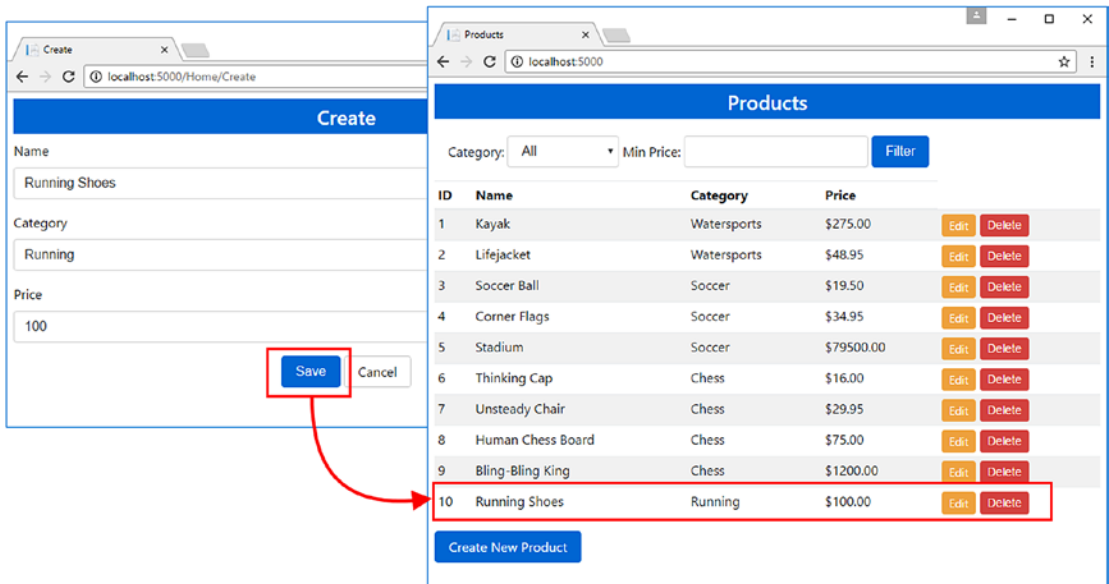 Create
localhost:5000/Home/Create
Create
Name
Running Shoes
Category
Running
Price
100
Save Cancel
Products
localhost:5000
Products
Category: All Min Price: Filter
ID Name Category Price
1 Kayak Watersports $275.00 Edit Delete
2 Lifejacket Watersports $48.95 Edit Delete
3 Soccer Ball Soccer $19.50 Edit Delete
4 Corner Flags Soccer $34.95 Edit Delete
5 Stadium Soccer $79500.00 Edit Delete
6 Thinking Cap Chess $16.00 Edit Delete
7 Unsteady Chair Chess $29.95 Edit Delete
8 Human Chess Board Chess $75.00 Edit Delete
9 Bling-Bling King Chess $1200.00 Edit Delete
10 Running Shoes Running $100.00 Edit Delete
Create New Product